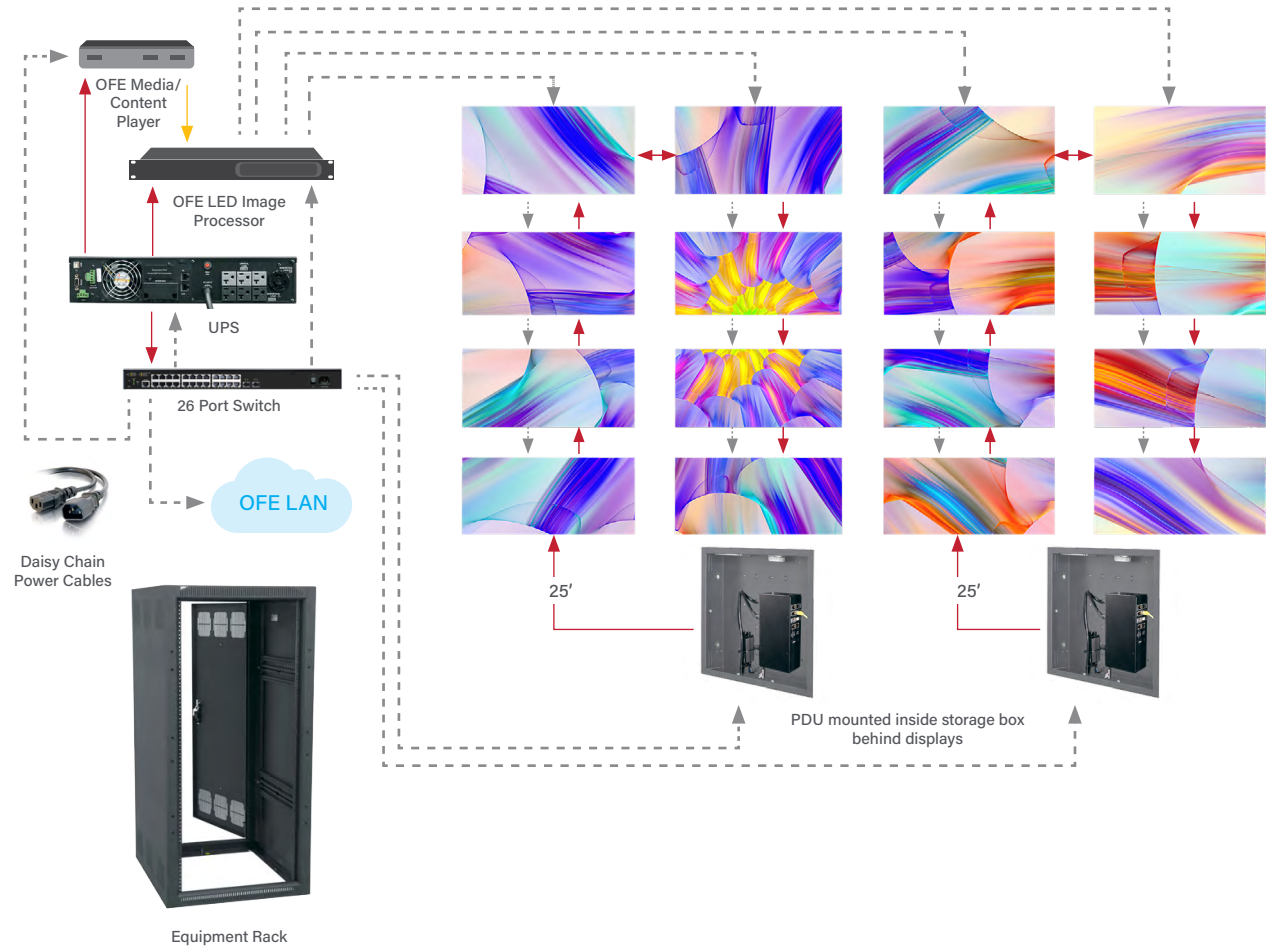 OFE Media/
Content
Player
OFE LED Image
Processor
UPS
26 Port Switch
OFE LAN
Daisy Chain
Power Cables
25′
25′
PDU mounted inside storage box
behind displays
Equipment Rack